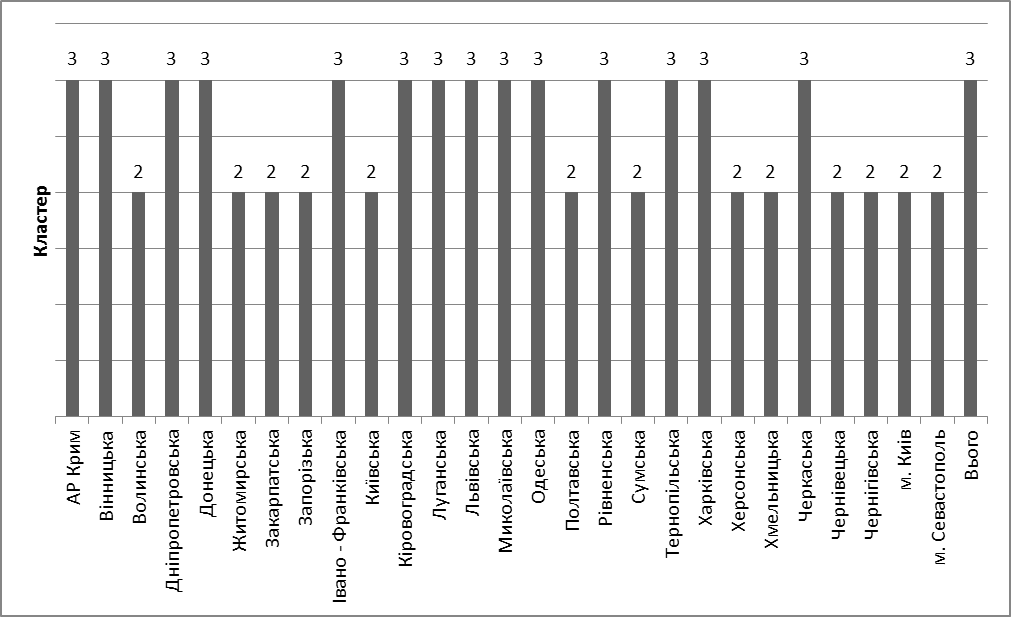 3 3 2 3 3 2 2 2 3 2 3 3 3 3 3 2 3 2 3 3 2 2 3 2 2 2 2 3
Кластер
АР Крим
Вінницька
Волинська
Дніпропетровська
Донецька
Житомирська
Закарпатська
Запорізька
Івано - Франківська
Київська
Кіровоградська
Луганська
Львівська
Миколаївська
Одеська
Полтавська
Рівненська
Сумська
Тернопільська
Харківська
Херсонська
Хмельницька
Черкаська
Чернівецька
Чернігівська
м. Київ
м. Севастополь
Вього